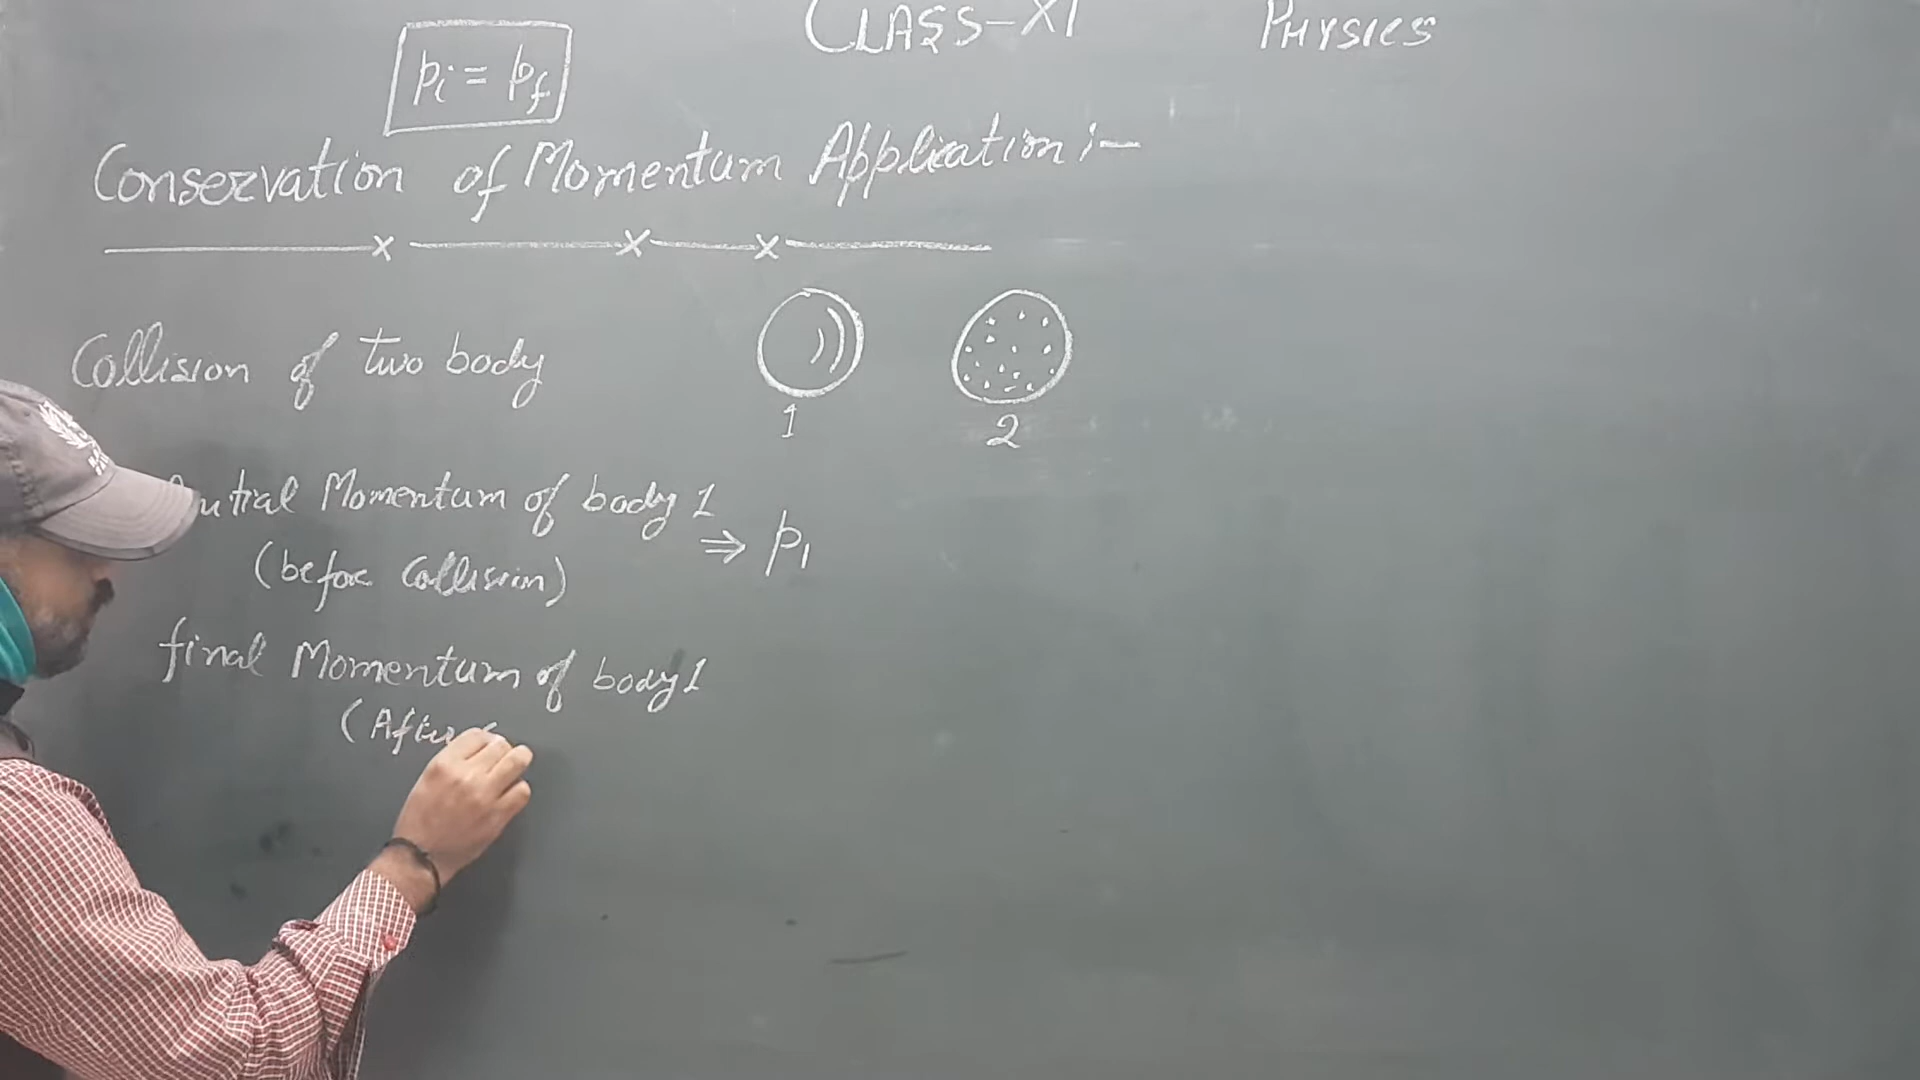 CLASS-XI PHYSICS
pi = pf
Conservation of Momentum Application :-
Collision of two body
1 2
Initial Momentum of body 1
(before Collision) ⇒ p1
final Momentum of body 1
(After